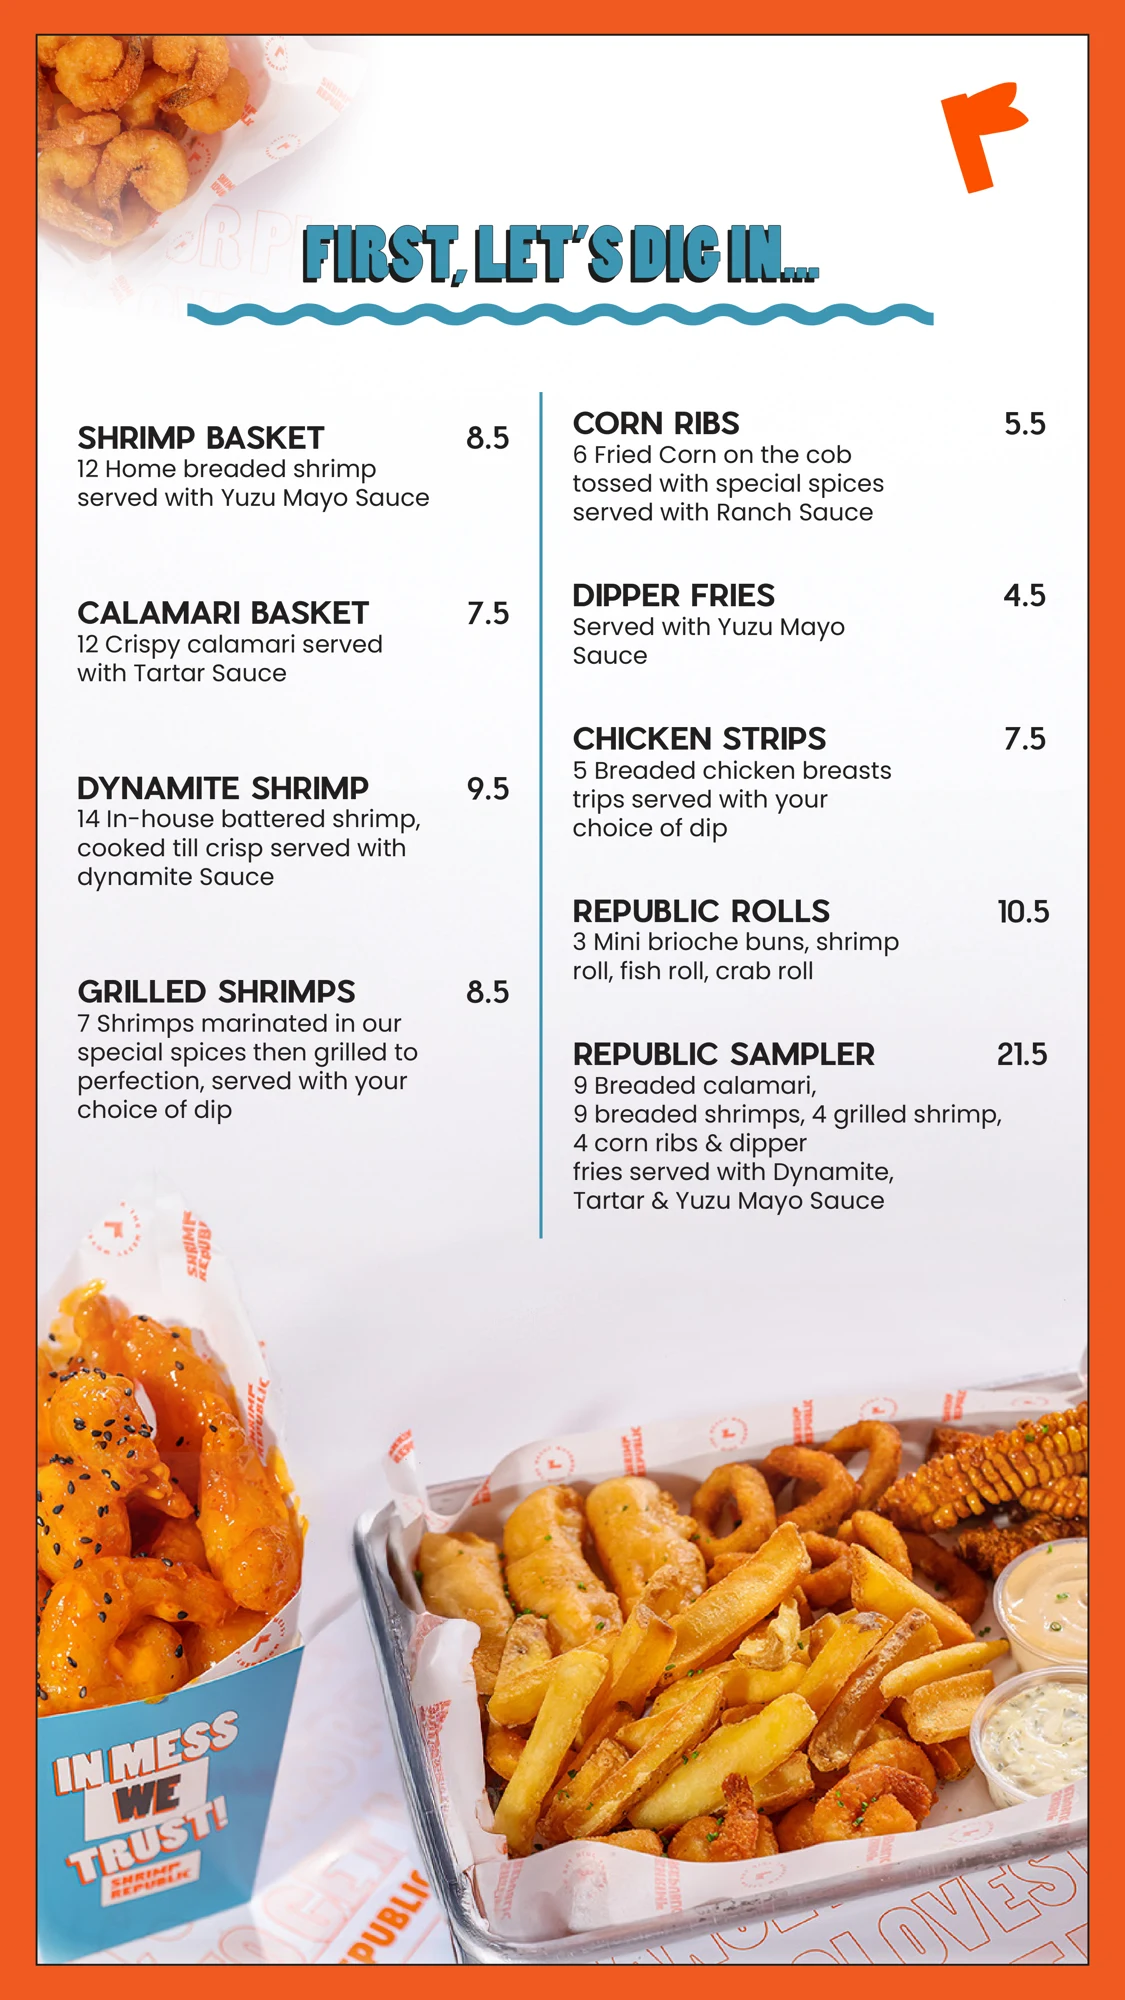 FIRST, LET'S DIG IN...
SHRIMP BASKET 8.5
12 Home breaded shrimp
served with Yuzu Mayo Sauce
CALAMARI BASKET 7.5
12 Crispy calamari served
with Tartar Sauce
DYNAMITE SHRIMP 9.5
14 In-house battered shrimp,
cooked till crisp served with
dynamite Sauce
GRILLED SHRIMPS 8.5
7 Shrimps marinated in our
special spices then grilled to
perfection, served with your
choice of dip
CORN RIBS 5.5
6 Fried Corn on the cob
tossed with special spices
served with Ranch Sauce
DIPPER FRIES 4.5
Served with Yuzu Mayo
Sauce
CHICKEN STRIPS 7.5
5 Breaded chicken breasts
trips served with your
choice of dip
REPUBLIC ROLLS 10.5
3 Mini brioche buns, shrimp
roll, fish roll, crab roll
REPUBLIC SAMPLER 21.5
9 Breaded calamari,
9 breaded shrimps, 4 grilled shrimp,
4 corn ribs & dipper
fries served with Dynamite,
Tartar & Yuzu Mayo Sauce
SHRIMP
REPUBLIC
IN MESS
WE
TRUST!
SHRIMP
REPUBLIC
LOVES